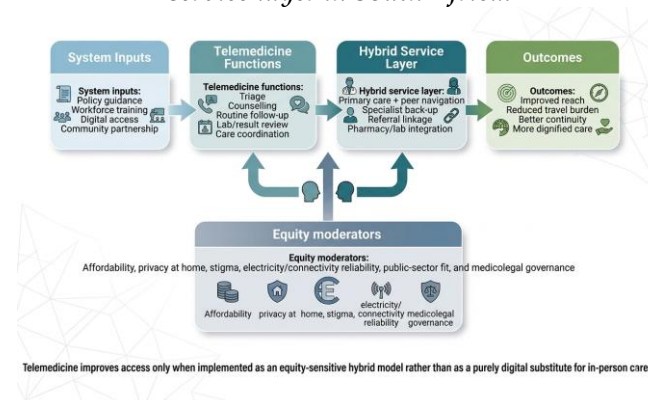 System Inputs
System inputs:
Policy guidance
Workforce training
Digital access
Community partnership
Telemedicine
Functions
Telemedicine functions:
Triage
Counselling
Routine follow-up
Lab/result review
Care coordination
Hybrid Service
Layer
Hybrid service layer:
Primary care + peer navigation
Specialist back-up
Referral linkage
Pharmacy/lab integration
Outcomes
Outcomes:
Improved reach
Reduced travel burden
Better continuity
More dignified care
Equity moderators
Equity moderators:
Affordability, privacy at home, stigma, electricity/connectivity reliability, public-sector fit, and medicolegal governance
Affordability
privacy at
home, stigma,
electricity/
connectivity
reliability
medicolegal
governance
Telemedicine improves access only when implemented as an equity-sensitive hybrid model rather than as a purely digital substitute for in-person care